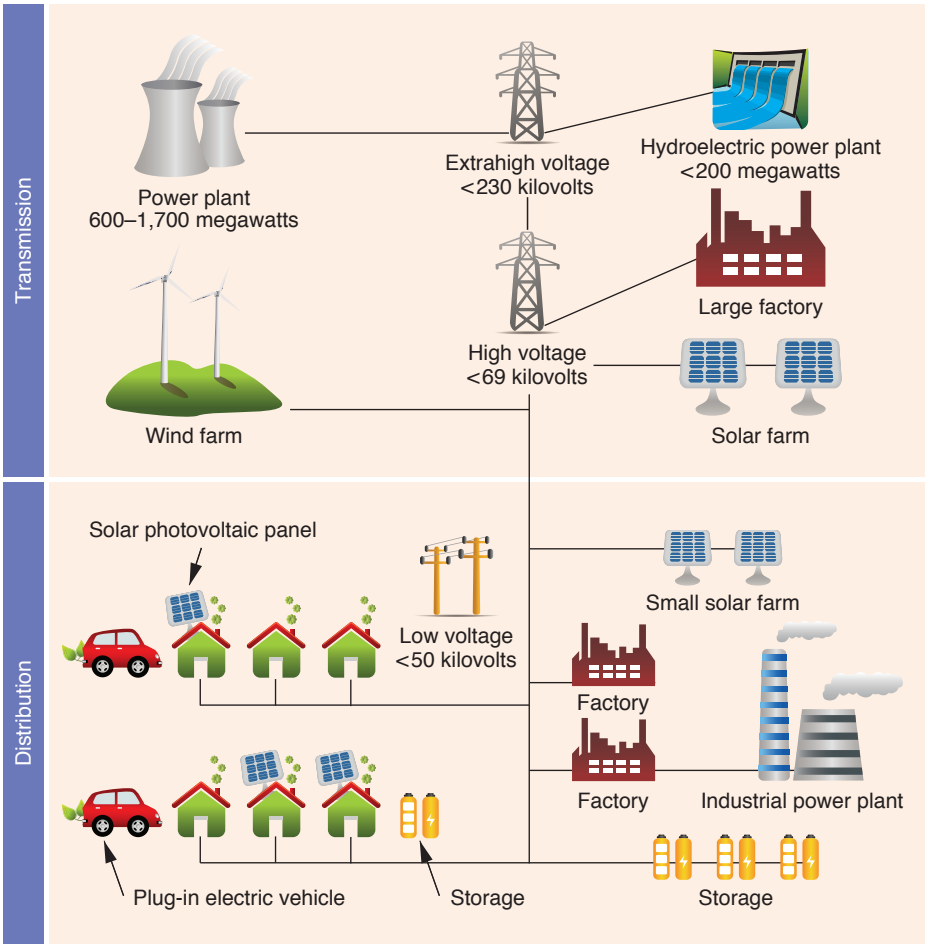 Transmission
Power plant
600–1,700 megawatts
Extrahigh voltage
<230 kilovolts
Hydroelectric power plant
<200 megawatts
Large factory
High voltage
<69 kilovolts
Wind farm
Solar farm
Distribution
Solar photovoltaic panel
Low voltage
<50 kilovolts
Small solar farm
Factory
Factory
Industrial power plant
Plug-in electric vehicle
Storage
Storage